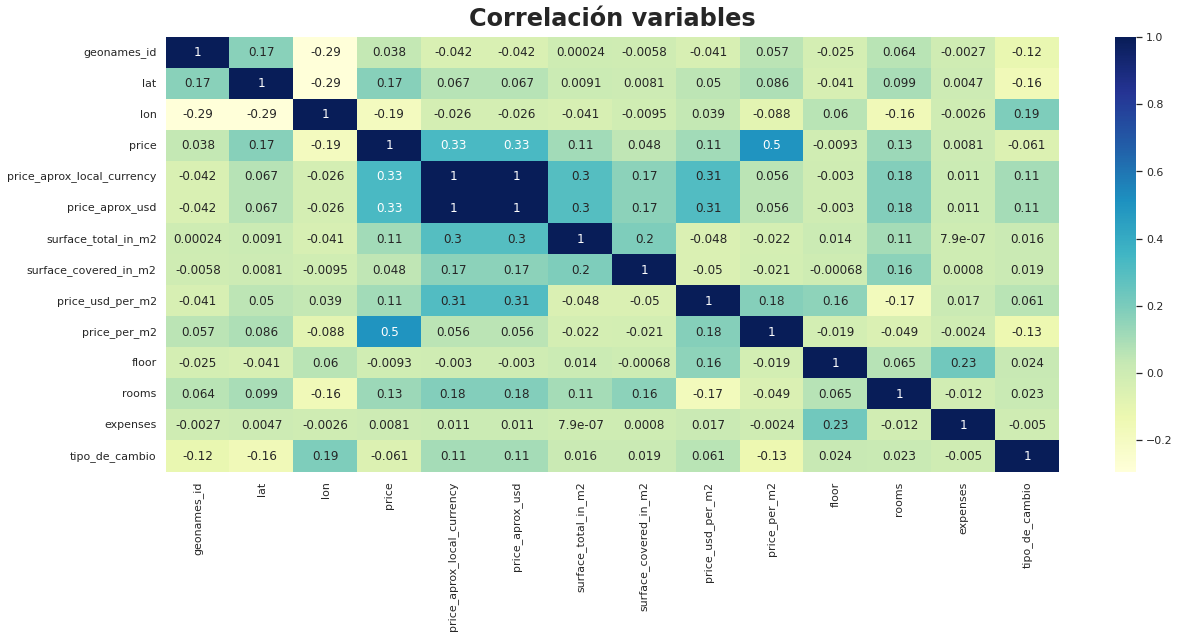 Correlación variables
geonames_id 1 0.17 -0.29 0.038 -0.042 -0.042 0.00024 -0.0058 -0.041 0.057 -0.025 0.064 -0.0027 -0.12
lat 0.17 1 -0.29 0.17 0.067 0.067 0.0091 0.0081 0.05 0.086 -0.041 0.099 0.0047 -0.16
lon -0.29 -0.29 1 -0.19 -0.026 -0.026 -0.041 -0.0095 0.039 -0.088 0.06 -0.16 -0.0026 0.19
price 0.038 0.17 -0.19 1 0.33 0.33 0.11 0.048 0.11 0.5 -0.0093 0.13 0.0081 -0.061
price_aprox_local_currency -0.042 0.067 -0.026 0.33 1 1 0.3 0.17 0.31 0.056 -0.003 0.18 0.011 0.11
price_aprox_usd -0.042 0.067 -0.026 0.33 1 1 0.3 0.17 0.31 0.056 -0.003 0.18 0.011 0.11
surface_total_in_m2 0.00024 0.0091 -0.041 0.11 0.3 0.3 1 0.2 -0.048 -0.022 0.014 0.11 7.9e-07 0.016
surface_covered_in_m2 -0.0058 0.0081 -0.0095 0.048 0.17 0.17 0.2 1 -0.05 -0.021 -0.00068 0.16 0.0008 0.019
price_usd_per_m2 -0.041 0.05 0.039 0.11 0.31 0.31 -0.048 -0.05 1 0.18 0.16 -0.17 0.017 0.061
price_per_m2 0.057 0.086 -0.088 0.5 0.056 0.056 -0.022 -0.021 0.18 1 -0.019 -0.049 -0.0024 -0.13
floor -0.025 -0.041 0.06 -0.0093 -0.003 -0.003 0.014 -0.00068 0.16 -0.019 1 0.065 0.23 0.024
rooms 0.064 0.099 -0.16 0.13 0.18 0.18 0.11 0.16 -0.17 -0.049 0.065 1 -0.012 0.023
expenses -0.0027 0.0047 -0.0026 0.0081 0.011 0.011 7.9e-07 0.0008 0.017 -0.0024 0.23 -0.012 1 -0.005
tipo_de_cambio -0.12 -0.16 0.19 -0.061 0.11 0.11 0.016 0.019 0.061 -0.13 0.024 0.023 -0.005 1
geonames_id
lat
lon
price
price_aprox_local_currency
price_aprox_usd
surface_total_in_m2
surface_covered_in_m2
price_usd_per_m2
price_per_m2
floor
rooms
expenses
tipo_de_cambio
1.0
0.8
0.6
0.4
0.2
0.0
−0.2